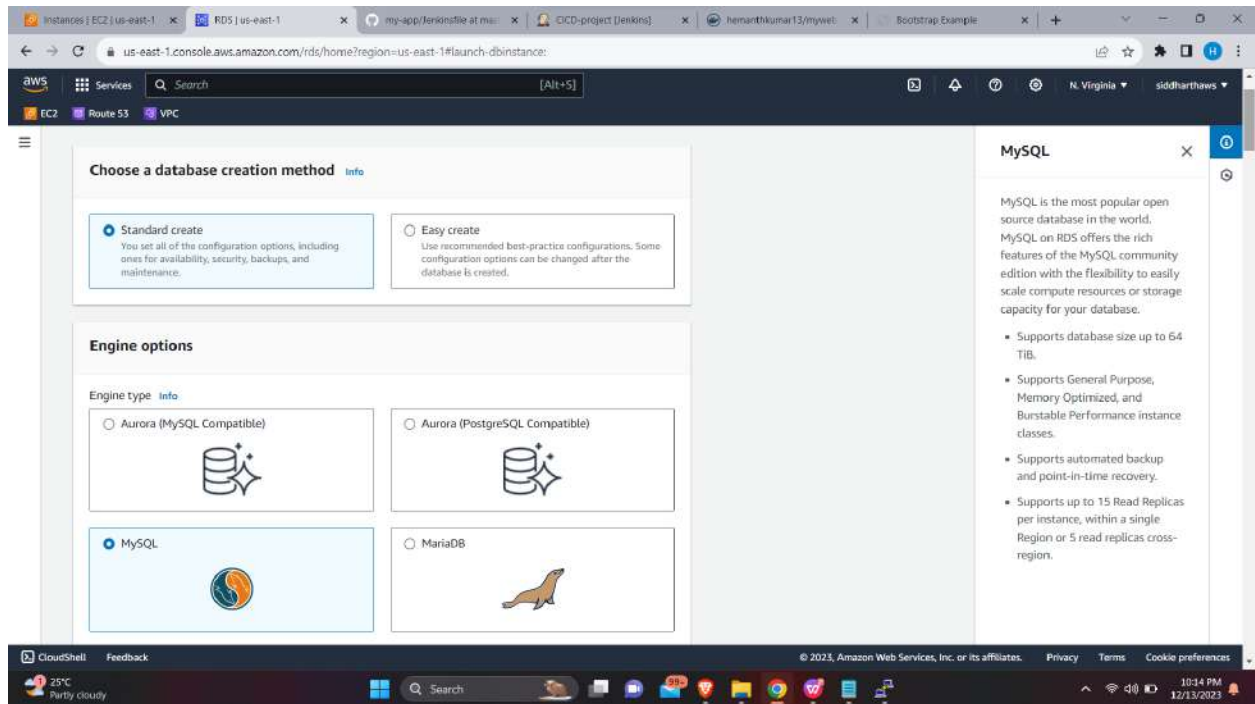 Instances | EC2 | us-east-1
RDS | us-east-1
my-app/Jenkinsfile at mai
CICD-project [Jenkins]
hemanthkumar13/myweb
Bootstrap Example
us-east-1.console.aws.amazon.com/rds/home?region=us-east-1#launch-dbinstance:
H
aws
Services
Search
[Alt+S]
N. Virginia
siddharthaws
EC2
Route 53
VPC
Choose a database creation method Info
Standard create
You set all of the configuration options, including
ones for availability, security, backups, and
maintenance.
Easy create
Use recommended best-practice configurations. Some
configuration options can be changed after the
database is created.
Engine options
Engine type Info
Aurora (MySQL Compatible)
Aurora (PostgreSQL Compatible)
MySQL
MariaDB
MySQL
MySQL is the most popular open
source database in the world.
MySQL on RDS offers the rich
features of the MySQL community
edition with the flexibility to easily
scale compute resources or storage
capacity for your database.
Supports database size up to 64
TiB.
Supports General Purpose,
Memory Optimized, and
Burstable Performance instance
classes.
Supports automated backup
and point-in-time recovery.
Supports up to 15 Read Replicas
per instance, within a single
Region or 5 read replicas cross-
region.
CloudShell
Feedback
© 2023, Amazon Web Services, Inc. or its affiliates.
Privacy
Terms
Cookie preferences
1
25°C
Partly cloudy
Search
99+
10:14 PM
12/13/2023